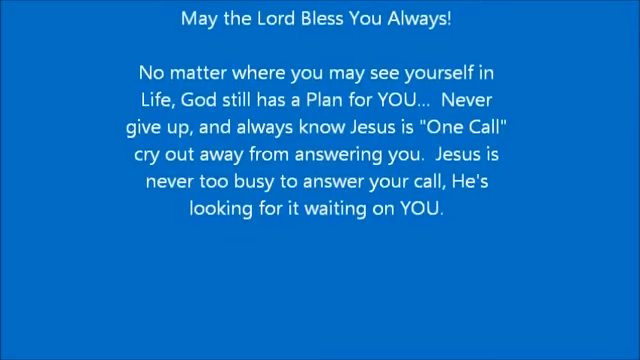 May the Lord Bless You Always!
No matter where you may see yourself in
Life, God still has a Plan for YOU...  Never
give up, and always know Jesus is "One Call"
cry out away from answering you.  Jesus is
never too busy to answer your call, He's
looking for it waiting on YOU.